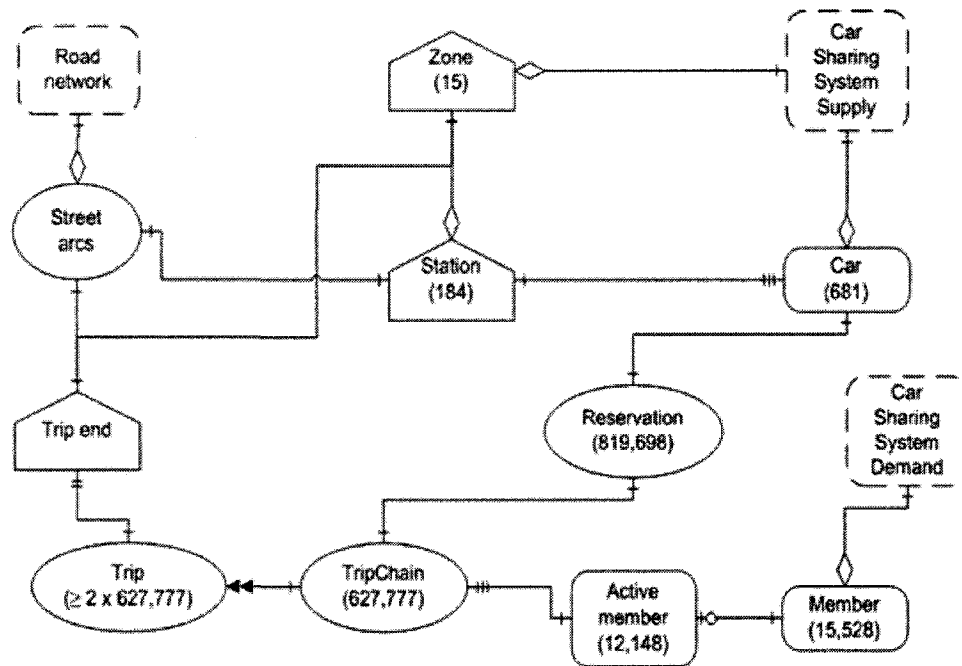 Road
network
Zone
(15)
Car
Sharing
System
Supply
Street
arcs
Station
(184)
Car
(681)
Trip end
Reservation
(819,698)
Car
Sharing
System
Demand
Trip
(≥ 2 x 627,777)
TripChain
(627,777)
Active
member
(12,148)
Member
(15,528)